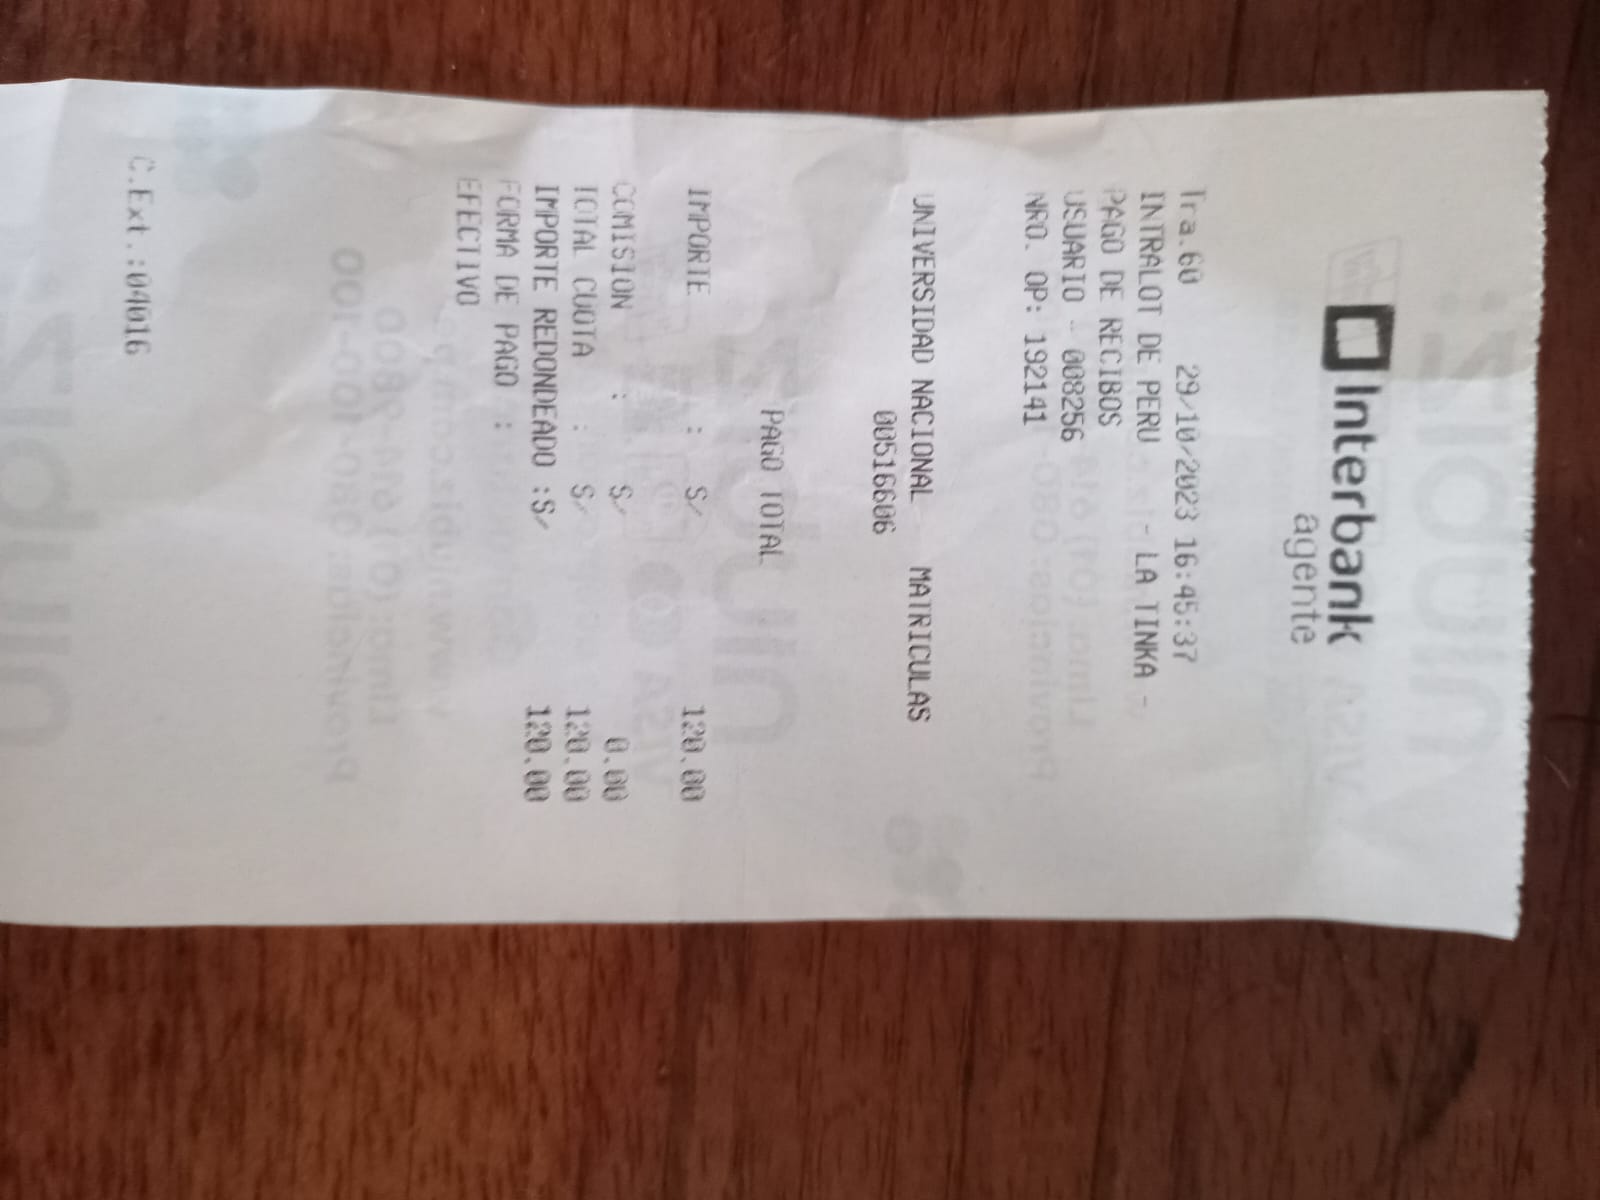 Interbank
agente
Tra.60 29/10/2023 16:45:37
INTRALOT DE PERU - LA TINKA -
PAGO DE RECIBOS
USUARIO - 008256
NRO. OP: 192141
UNIVERSIDAD NACIONAL MATRICULAS
00516606
PAGO TOTAL
IMPORTE : S/ 120.00
COMISION : S/ 0.00
TOTAL CUOTA : S/ 120.00
IMPORTE REDONDEADO :S/ 120.00
FORMA DE PAGO :
EFECTIVO
C.Ext.:04016